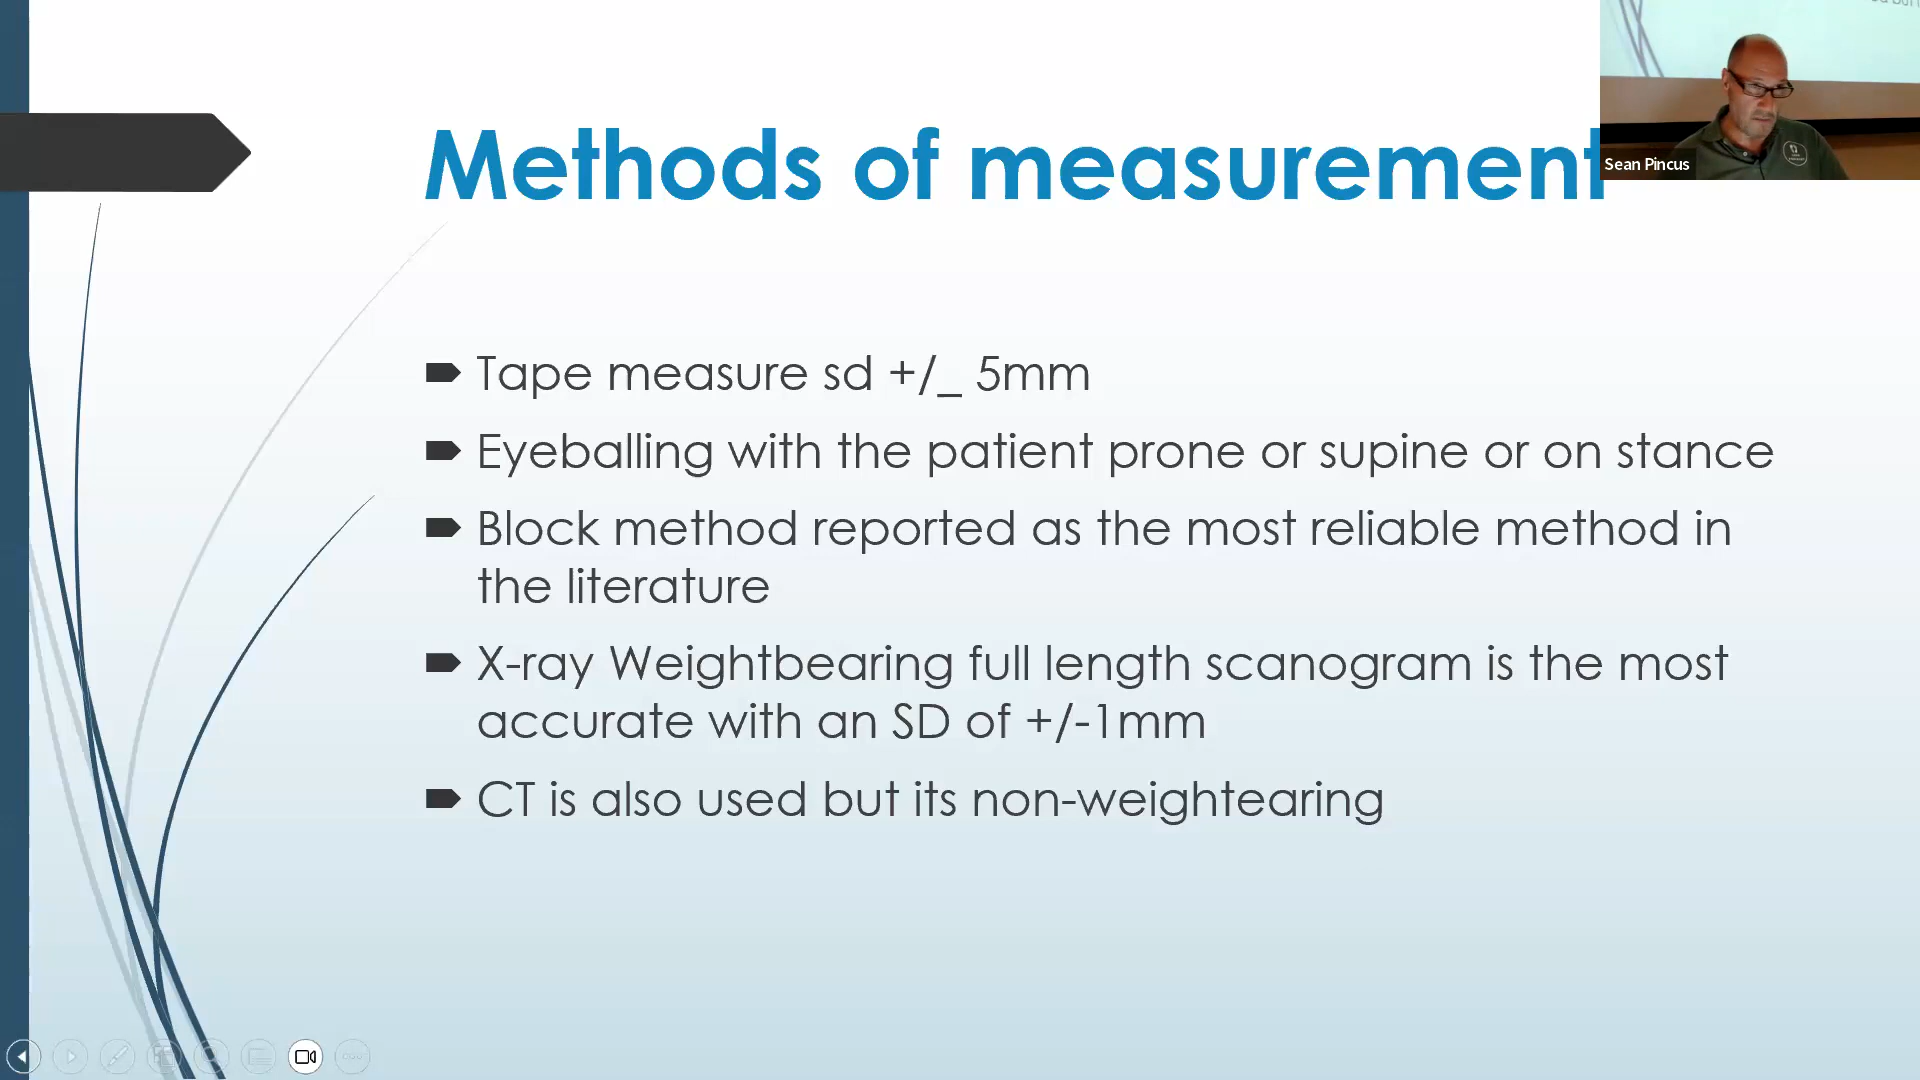 Methods of measurement
Sean Pincus
Tape measure sd +/_ 5mm
Eyeballing with the patient prone or supine or on stance
Block method reported as the most reliable method in
the literature
X-ray Weightbearing full length scanogram is the most
accurate with an SD of +/-1mm
CT is also used but its non-weightearing